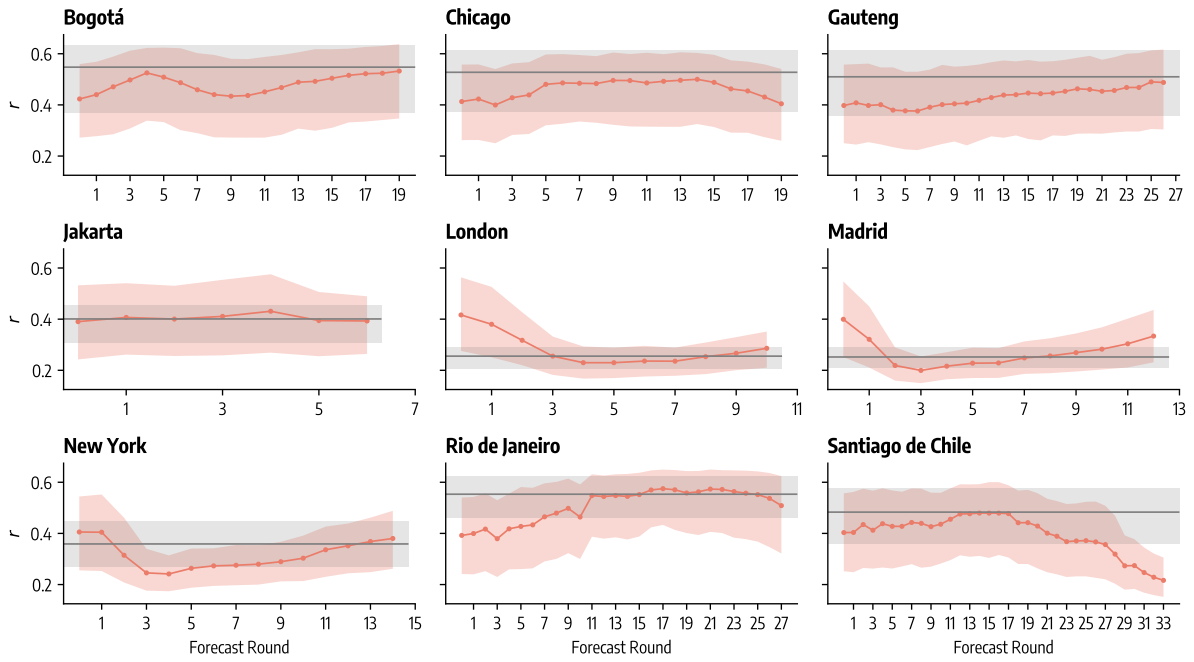 Bogotá Chicago Gauteng
0.6
0.4
0.2
r
1 3 5 7 9 11 13 15 17 19
1 3 5 7 9 11 13 15 17 19
1 3 5 7 9 11 13 15 17 19 21 23 25 27
Jakarta London Madrid
0.6
0.4
0.2
r
1 3 5 7
1 3 5 7 9 11
1 3 5 7 9 11 13
New York Rio de Janeiro Santiago de Chile
0.6
0.4
0.2
r
1 3 5 7 9 11 13 15
1 3 5 7 9 11 13 15 17 19 21 23 25 27
1 3 5 7 9 11 13 15 17 19 21 23 25 27 29 31 33
Forecast Round Forecast Round Forecast Round